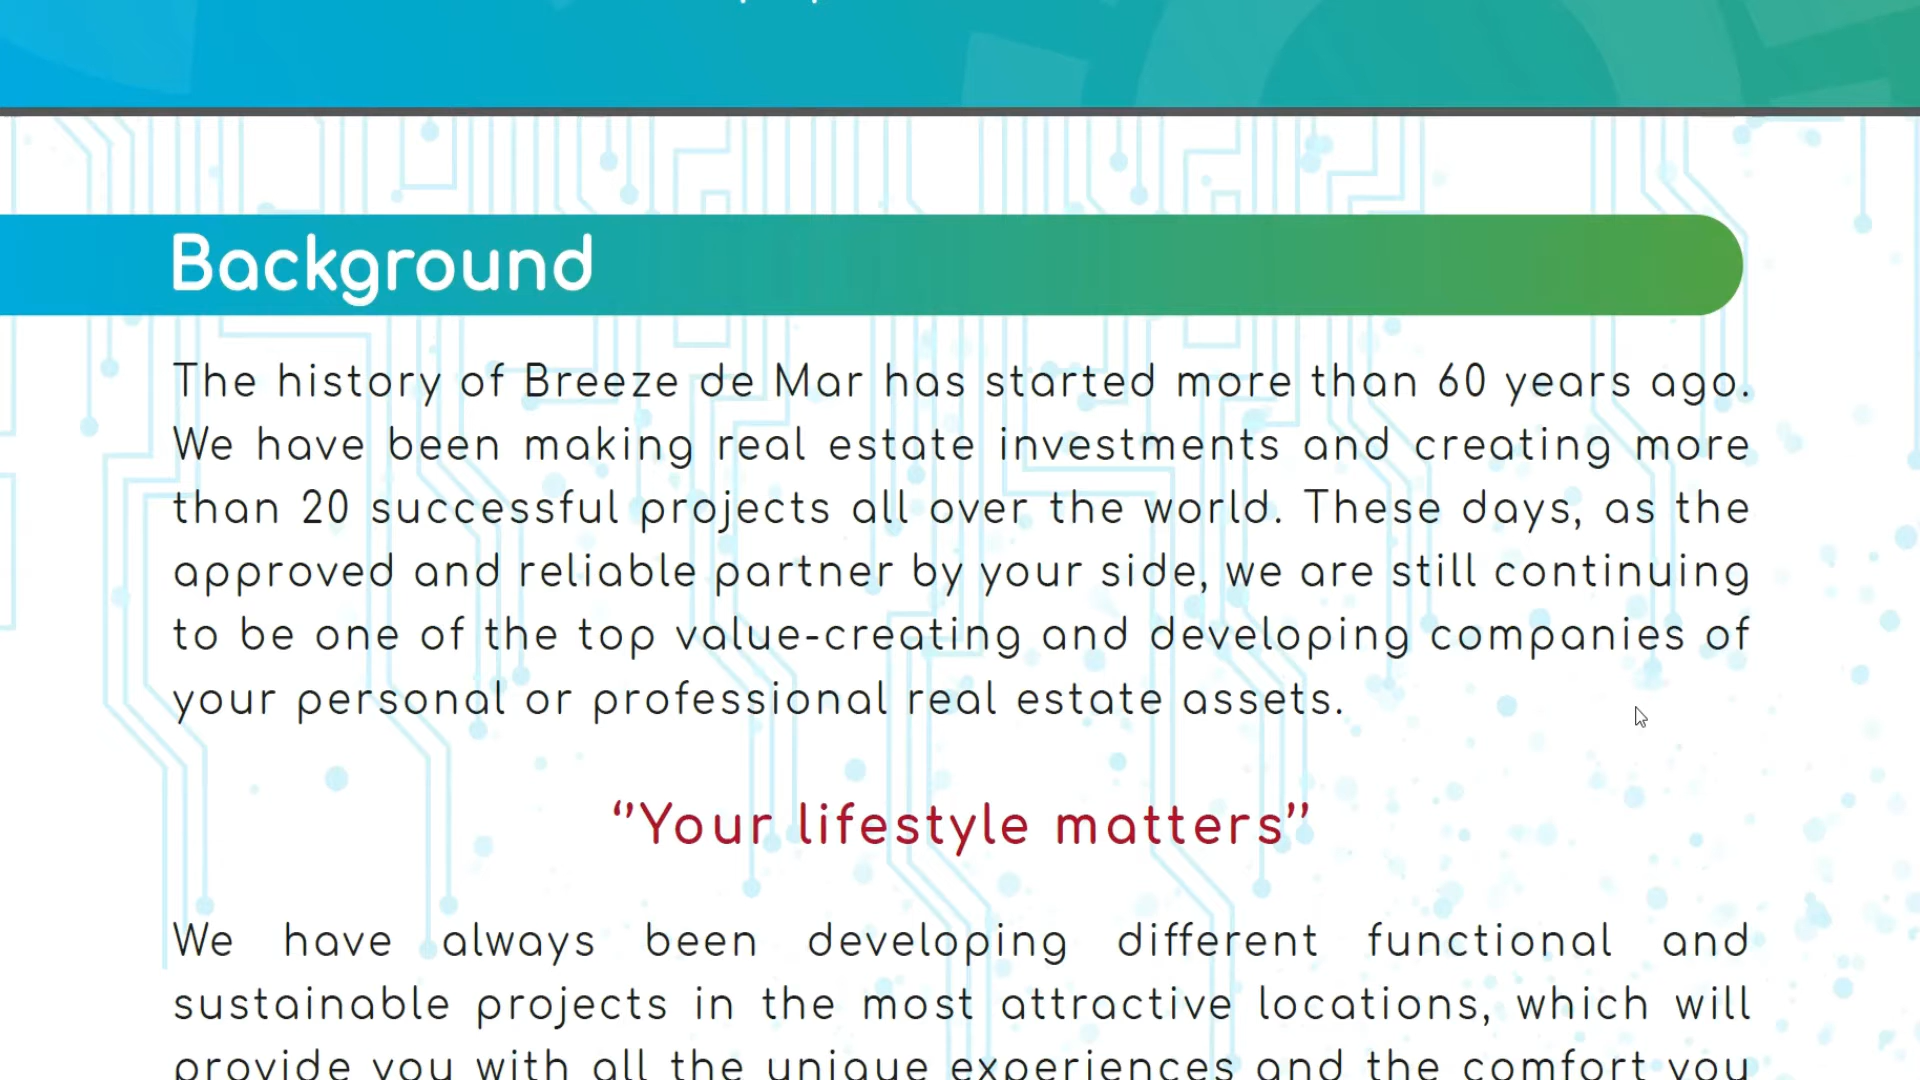 Background
The history of Breeze de Mar has started more than 60 years ago.
We have been making real estate investments and creating more
than 20 successful projects all over the world. These days, as the
approved and reliable partner by your side, we are still continuing
to be one of the top value-creating and developing companies of
your personal or professional real estate assets.
‘’Your lifestyle matters’’
We have always been developing different functional and
sustainable projects in the most attractive locations, which will
provide you with all the unique experiences and the comfort you